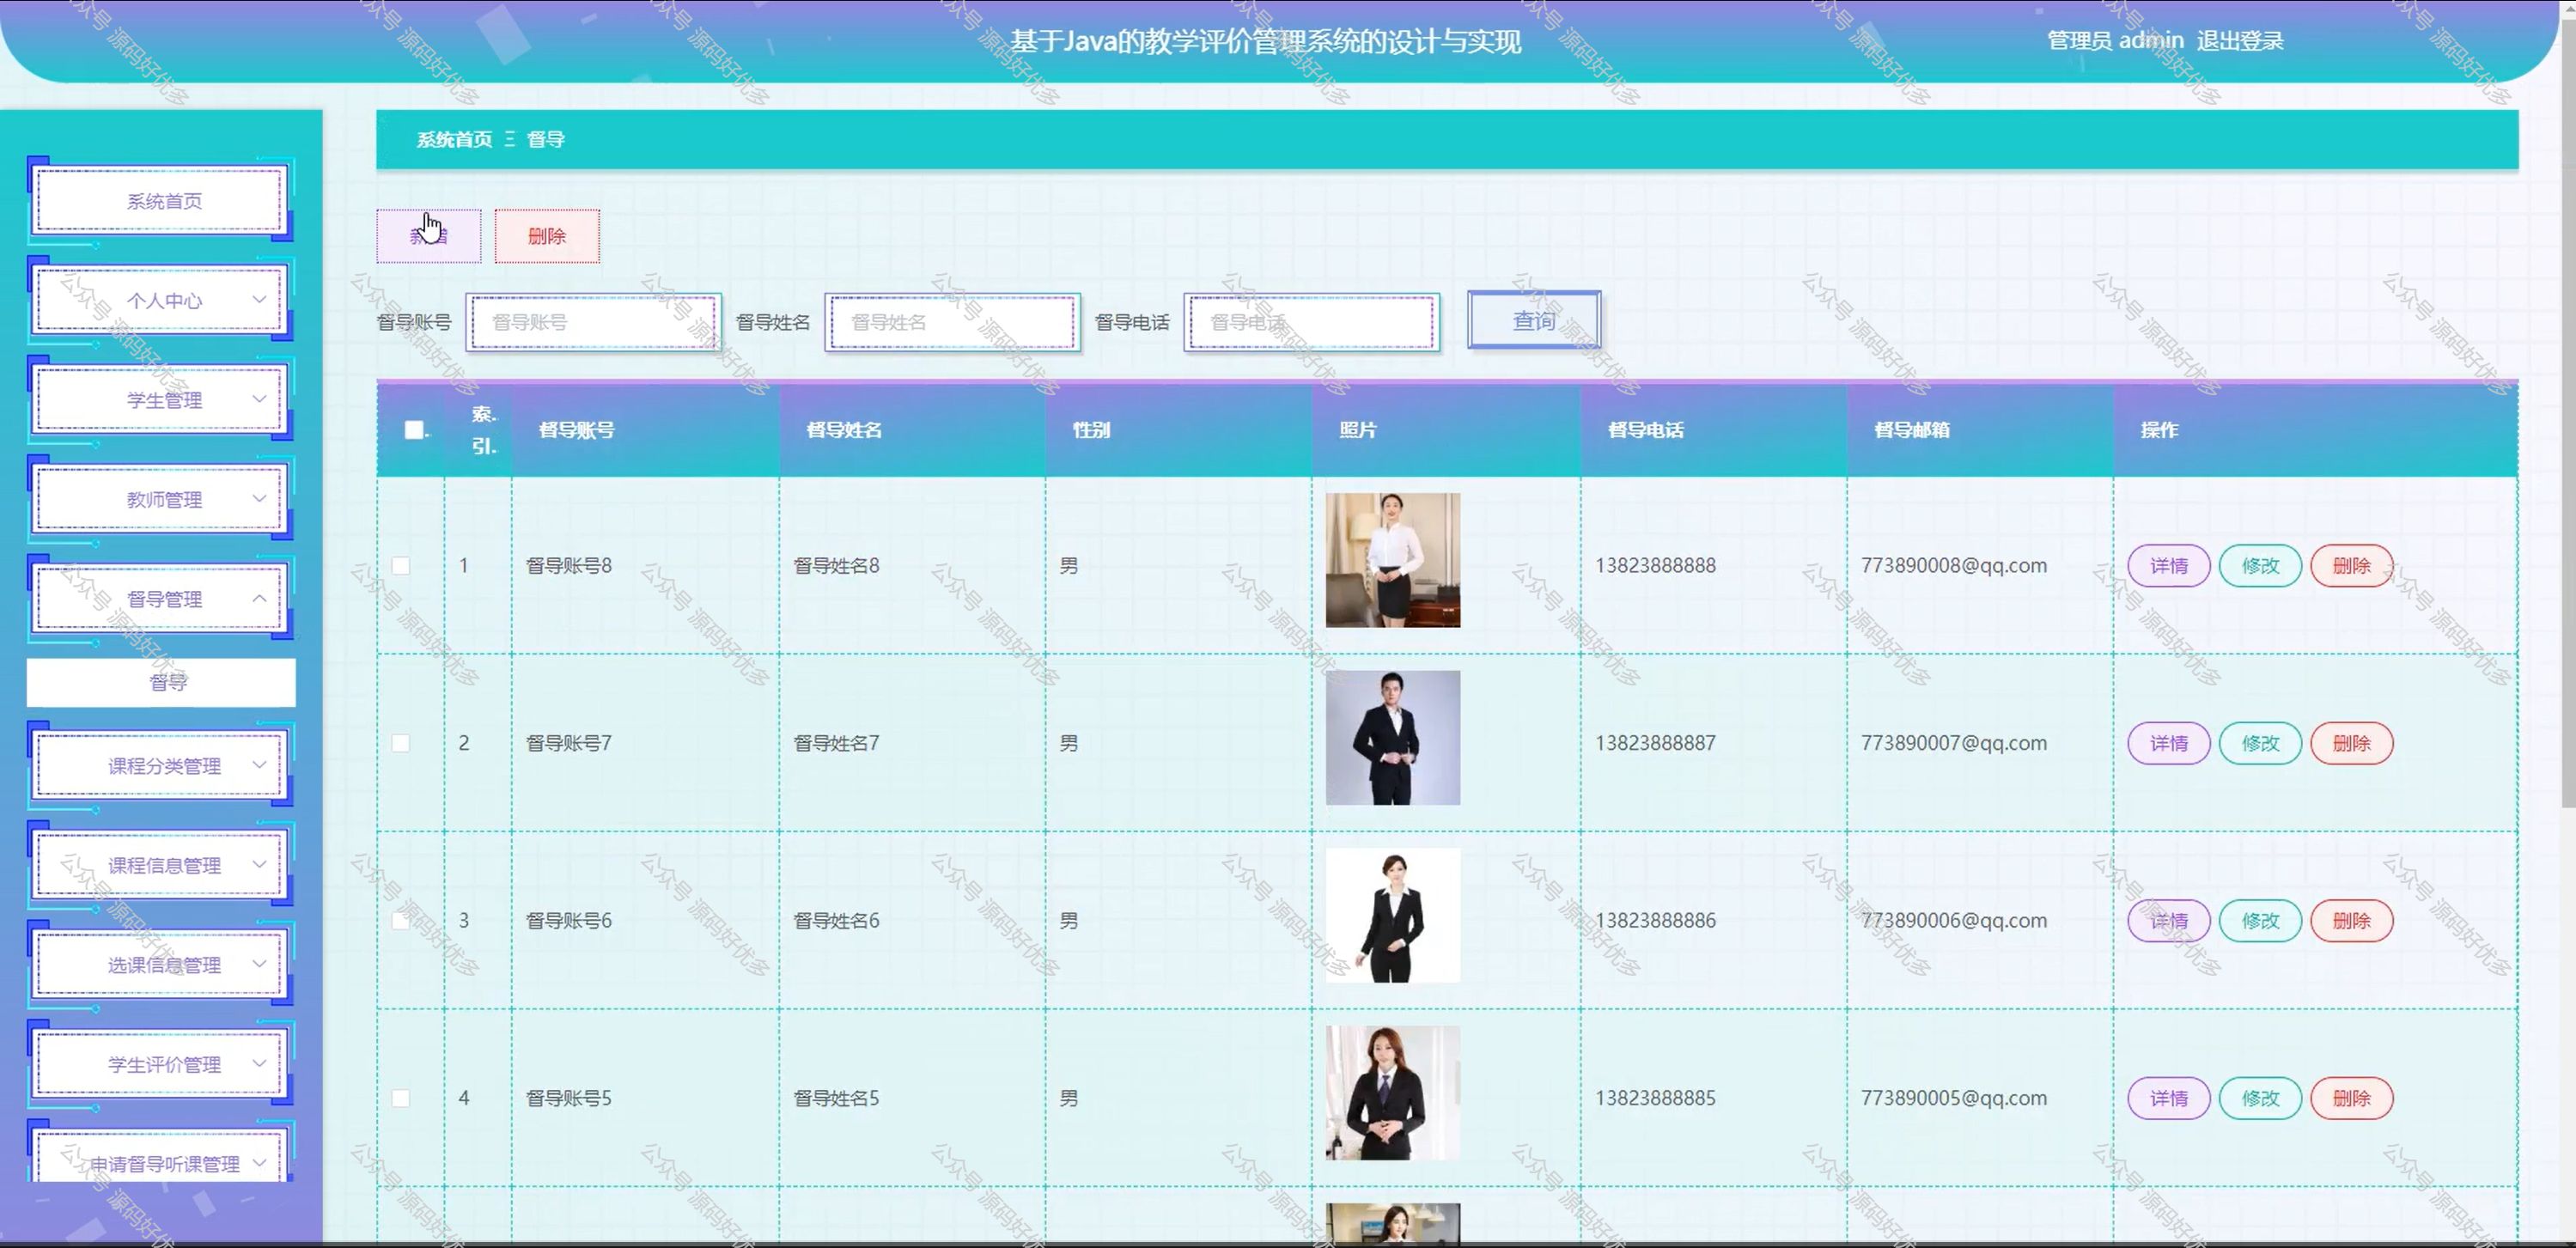 基于Java的教学评价管理系统的设计与实现
管理员 admin 退出登录
系统首页
个人中心
学生管理
教师管理
督导管理
督导
课程分类管理
课程信息管理
选课信息管理
学生评价管理
申请督导听课管理
系统首页 督导
新增 删除
督导账号 督导账号 督导姓名 督导姓名 督导电话 督导电话 查询
索引 督导账号 督导姓名 性别 照片 督导电话 督导邮箱 操作
1 督导账号8 督导姓名8 男 13823888888 773890008@qq.com 详情 修改 删除
2 督导账号7 督导姓名7 男 13823888887 773890007@qq.com 详情 修改 删除
3 督导账号6 督导姓名6 男 13823888886 773890006@qq.com 详情 修改 删除
4 督导账号5 督导姓名5 男 13823888885 773890005@qq.com 详情 修改 删除
公众号 源码好优多